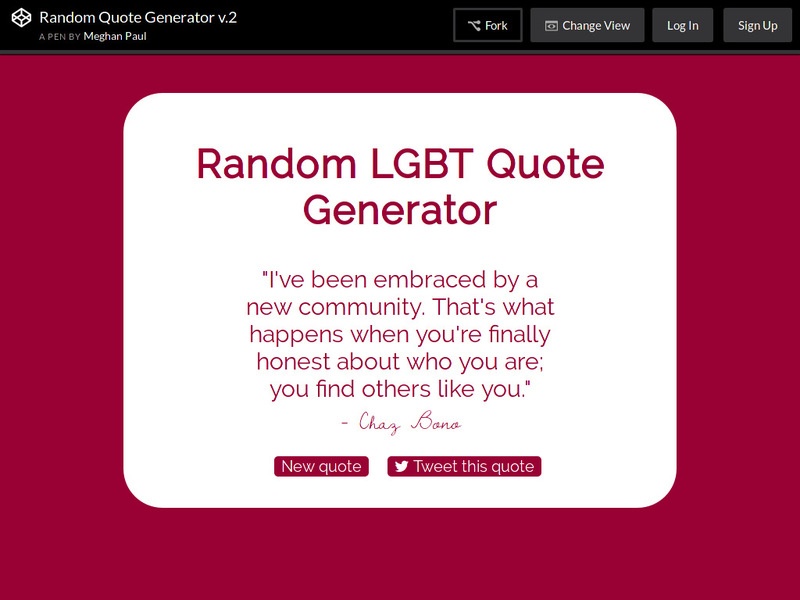 Random Quote Generator v.2
A PEN BY Meghan Paul
Fork
Change View
Log In
Sign Up
Random LGBT Quote
Generator
"I've been embraced by a
new community. That's what
happens when you're finally
honest about who you are;
you find others like you."
- Chaz Bono
New quote
Tweet this quote